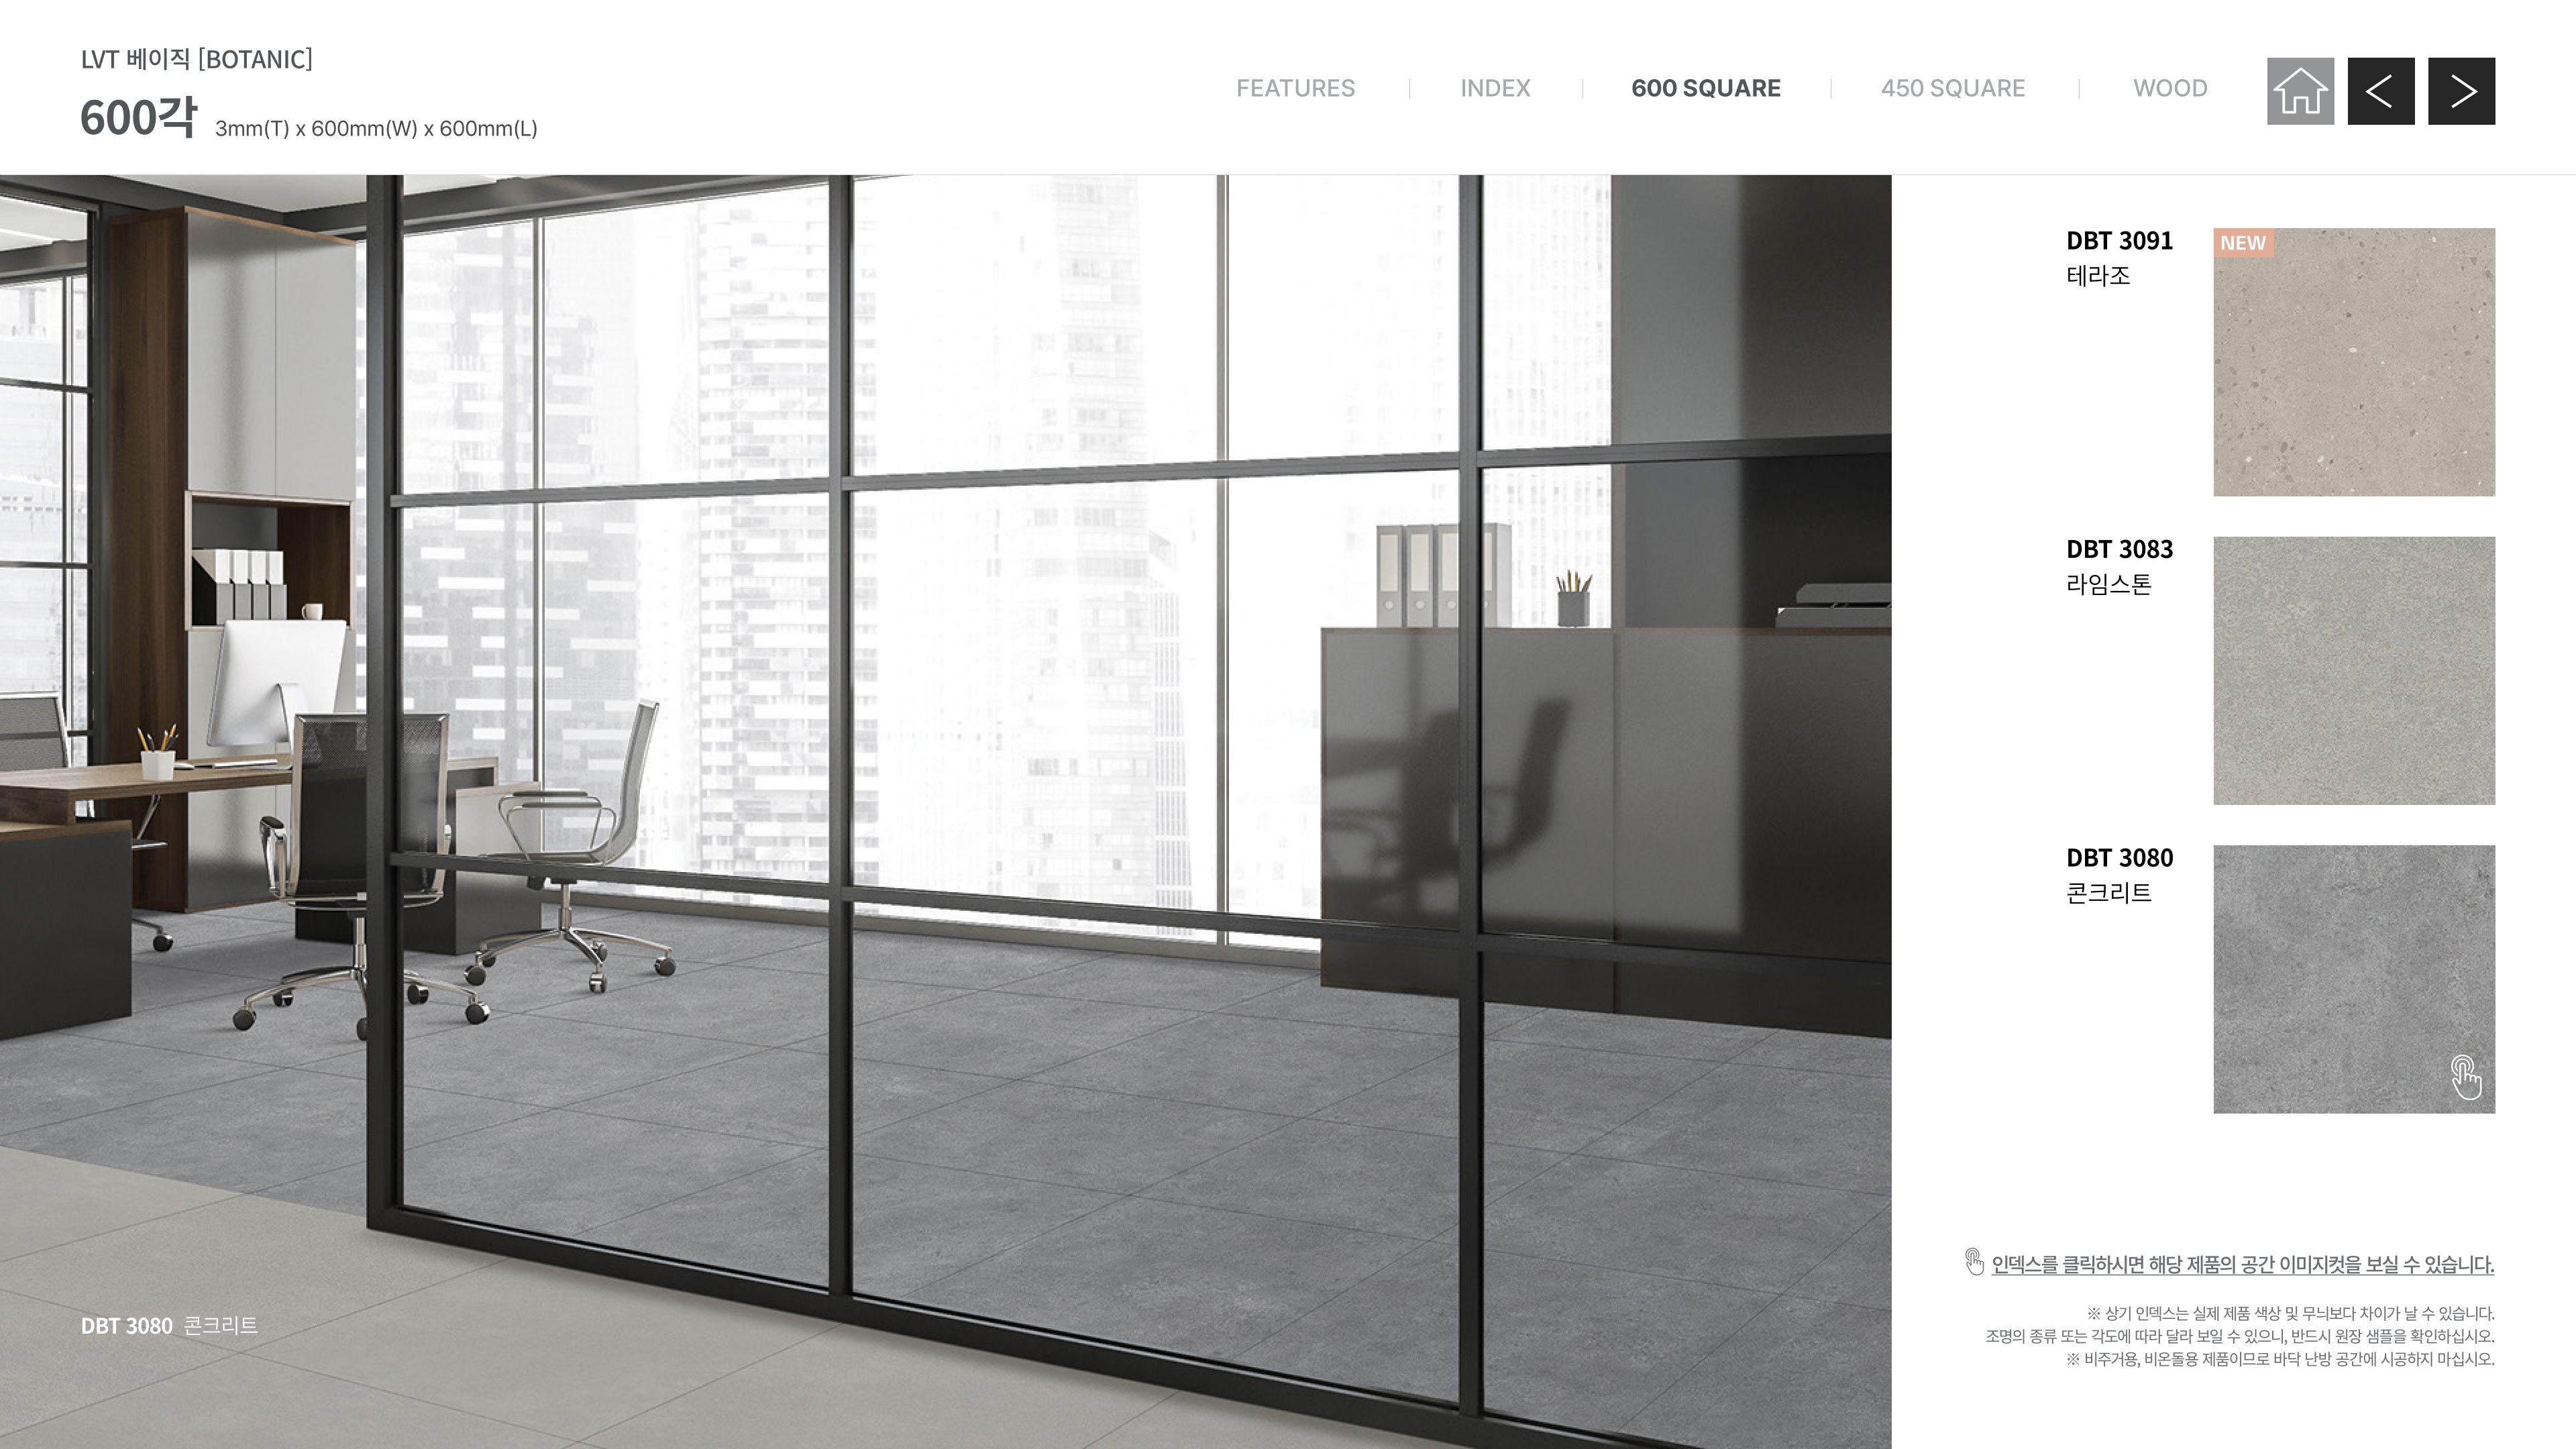 LVT 베이직 [BOTANIC]
600각 3mm(T) x 600mm(W) x 600mm(L)
FEATURES
INDEX
600 SQUARE
450 SQUARE
WOOD
DBT 3091
테라조
NEW
DBT 3083
라임스톤
DBT 3080
콘크리트
DBT 3080 콘크리트
인덱스를 클릭하시면 해당 제품의 공간 이미지컷을 보실 수 있습니다.
※ 상기 인덱스는 실제 제품 색상 및 무늬보다 차이가 날 수 있습니다.
조명의 종류 또는 각도에 따라 달라 보일 수 있으니, 반드시 원장 샘플을 확인하십시오.
※ 비주거용, 비온돌용 제품이므로 바닥 난방 공간에 시공하지 마십시오.